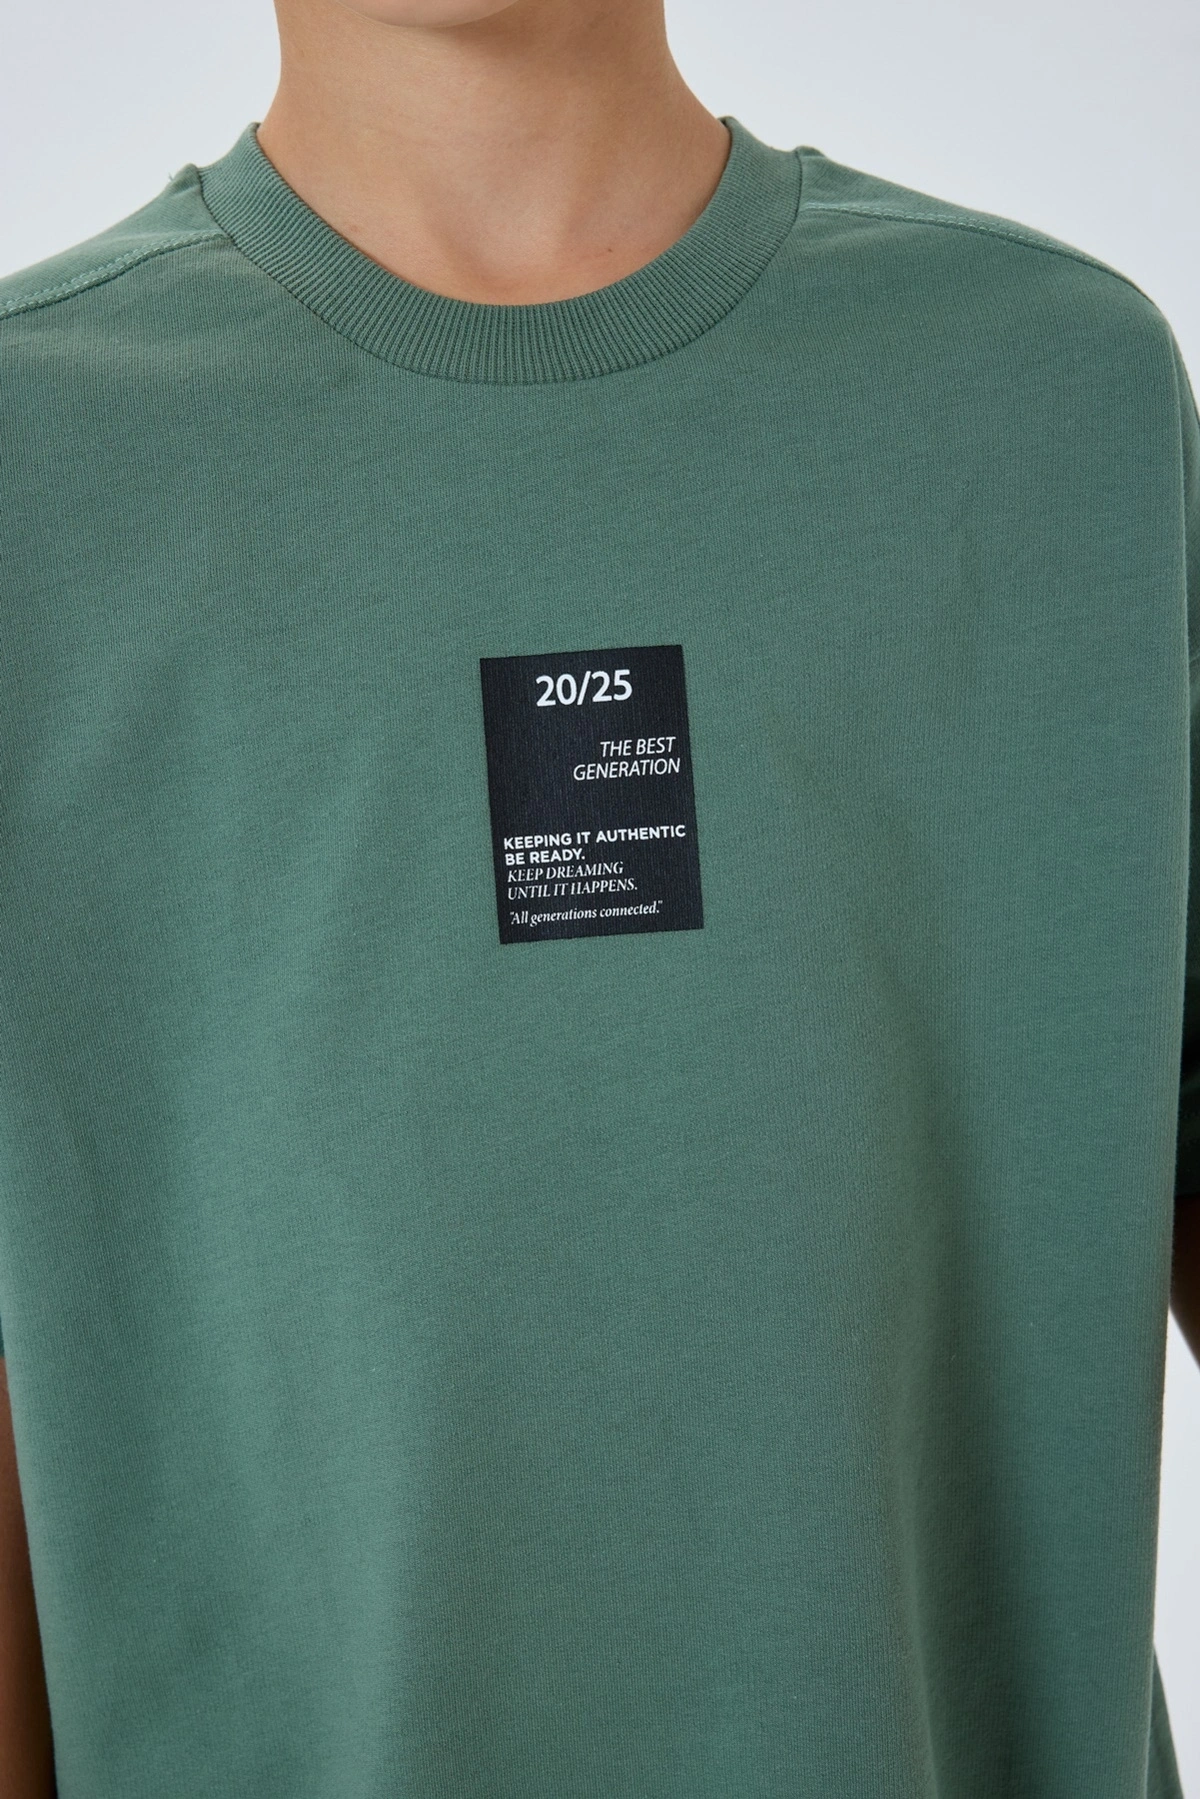 20/25
THE BEST
GENERATION
KEEPING IT AUTHENTIC
BE READY.
KEEP DREAMING
UNTIL IT HAPPENS.
"All generations connected."